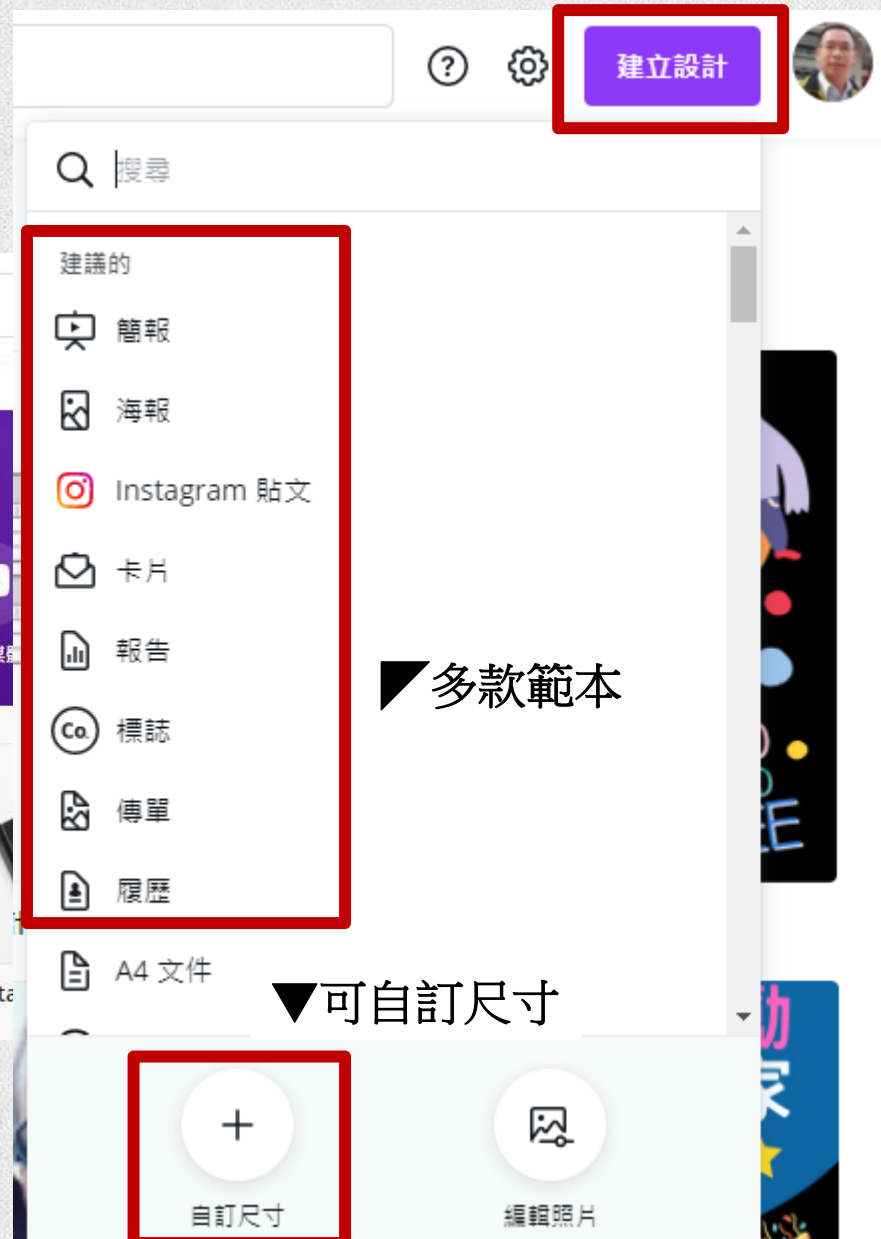 建立設計
搜尋
建議的
簡報
海報
Instagram 貼文
卡片
報告
▶多款範本
Co.
標誌
傳單
履歷
A4 文件
▼可自訂尺寸
自訂尺寸
編輯照片